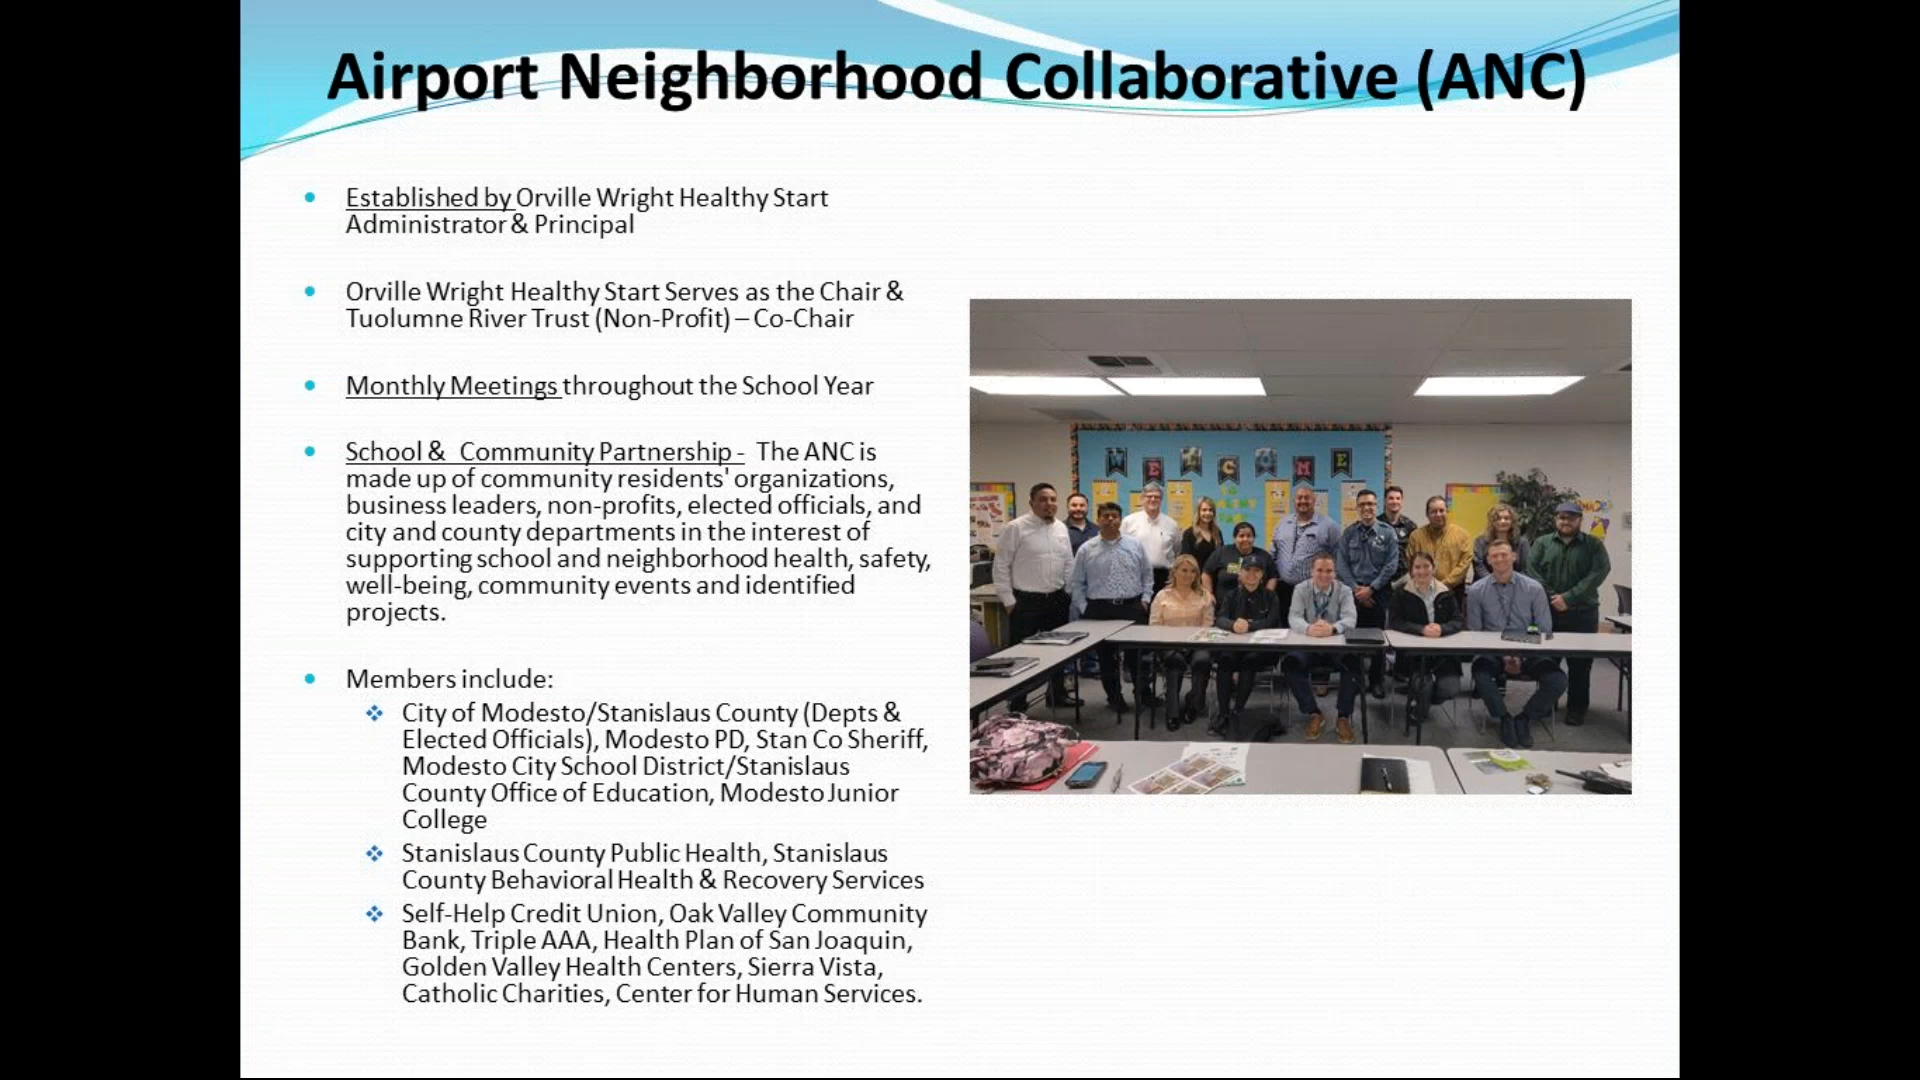 Airport Neighborhood Collaborative (ANC)
Established by Orville Wright Healthy Start
Administrator & Principal
Orville Wright Healthy Start Serves as the Chair &
Tuolumne River Trust (Non-Profit) – Co-Chair
Monthly Meetings throughout the School Year
School & Community Partnership - The ANC is
made up of community residents' organizations,
business leaders, non-profits, elected officials, and
city and county departments in the interest of
supporting school and neighborhood health, safety,
well-being, community events and identified
projects.
Members include:
City of Modesto/Stanislaus County (Depts &
Elected Officials), Modesto PD, Stan Co Sheriff,
Modesto City School District/Stanislaus
County Office of Education, Modesto Junior
College
Stanislaus County Public Health, Stanislaus
County Behavioral Health & Recovery Services
Self-Help Credit Union, Oak Valley Community
Bank, Triple AAA, Health Plan of San Joaquin,
Golden Valley Health Centers, Sierra Vista,
Catholic Charities, Center for Human Services.
WELCOME